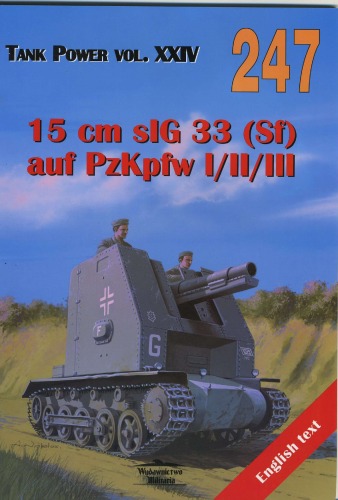 TANK POWER VOL. XXIV
247
15 cm sIG 33 (Sf)
auf PzKpfw I/II/III
G
English text
Wydawnictwo
Militaria